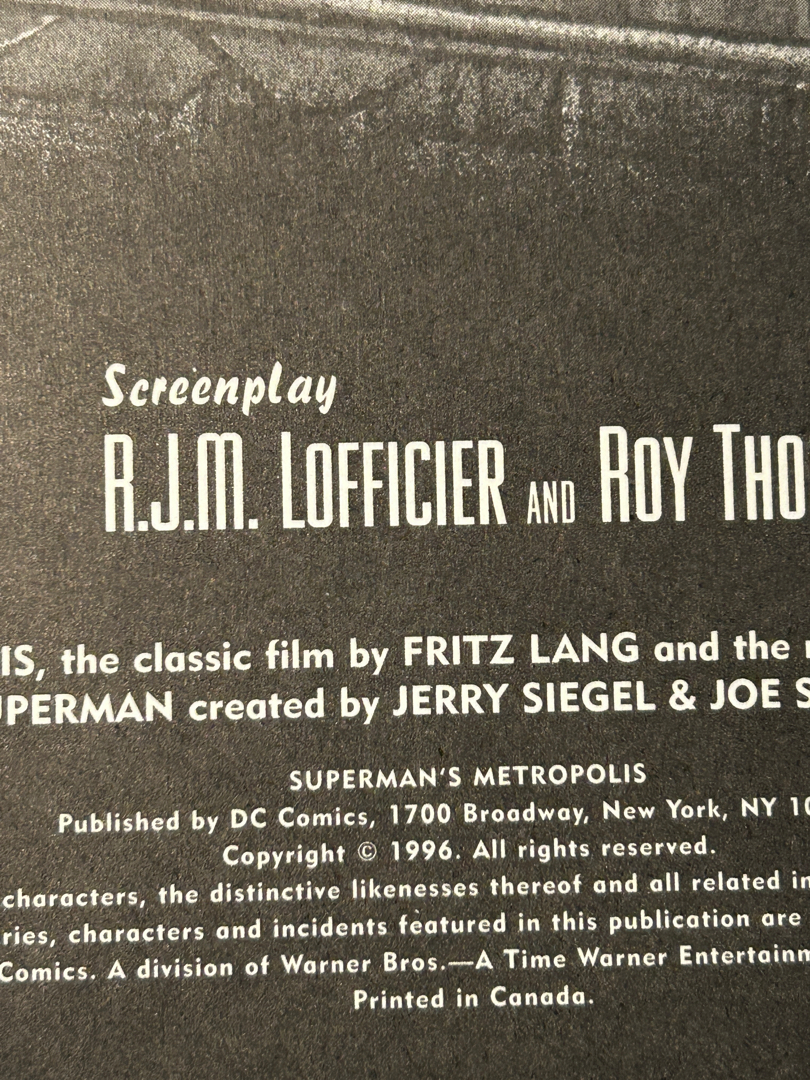 Screenplay
R.J.M. LOFFICIER AND ROY THO
IS, the classic film by FRITZ LANG and the
UPERMAN created by JERRY SIEGEL & JOE S
SUPERMAN'S METROPOLIS
Published by DC Comics, 1700 Broadway, New York, NY 10
Copyright © 1996. All rights reserved.
characters, the distinctive likenesses thereof and all related in
ries, characters and incidents featured in this publication are
Comics. A division of Warner Bros.—A Time Warner Entertainm
Printed in Canada.